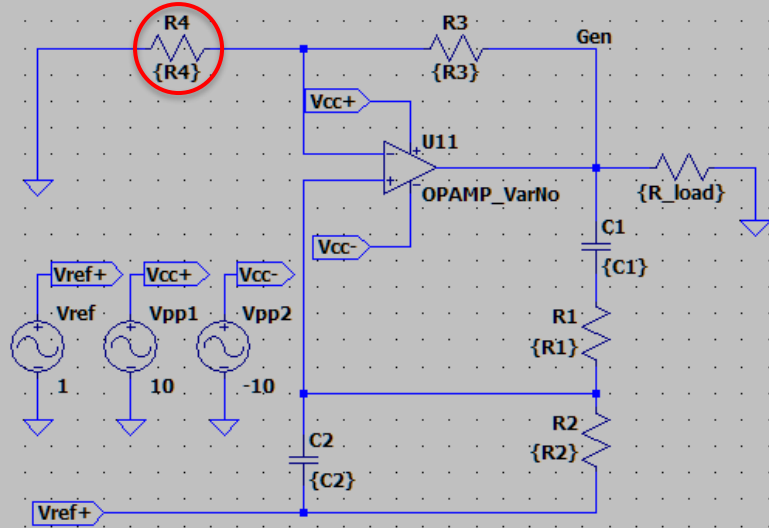 R4
{R4}
R3
{R3}
Gen
Vcc+
U11
OPAMP_VarNo
Vcc-
{R_load}
C1
{C1}
Vref+
Vcc+
Vcc-
Vref
Vpp1
Vpp2
R1
{R1}
1
10
-10
R2
{R2}
C2
{C2}
Vref+